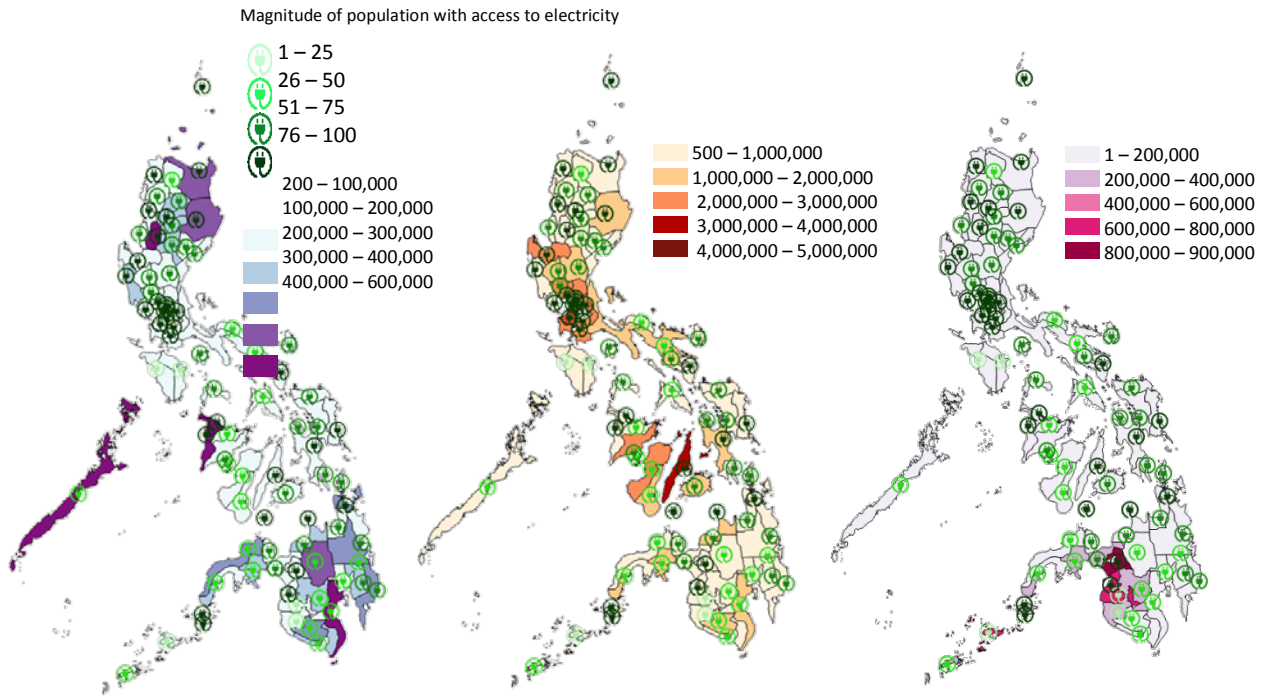 Magnitude of population with access to electricity
1 – 25
26 – 50
51 – 75
76 – 100
200 – 100,000
100,000 – 200,000
200,000 – 300,000
300,000 – 400,000
400,000 – 600,000
500 – 1,000,000
1,000,000 – 2,000,000
2,000,000 – 3,000,000
3,000,000 – 4,000,000
4,000,000 – 5,000,000
1 – 200,000
200,000 – 400,000
400,000 – 600,000
600,000 – 800,000
800,000 – 900,000